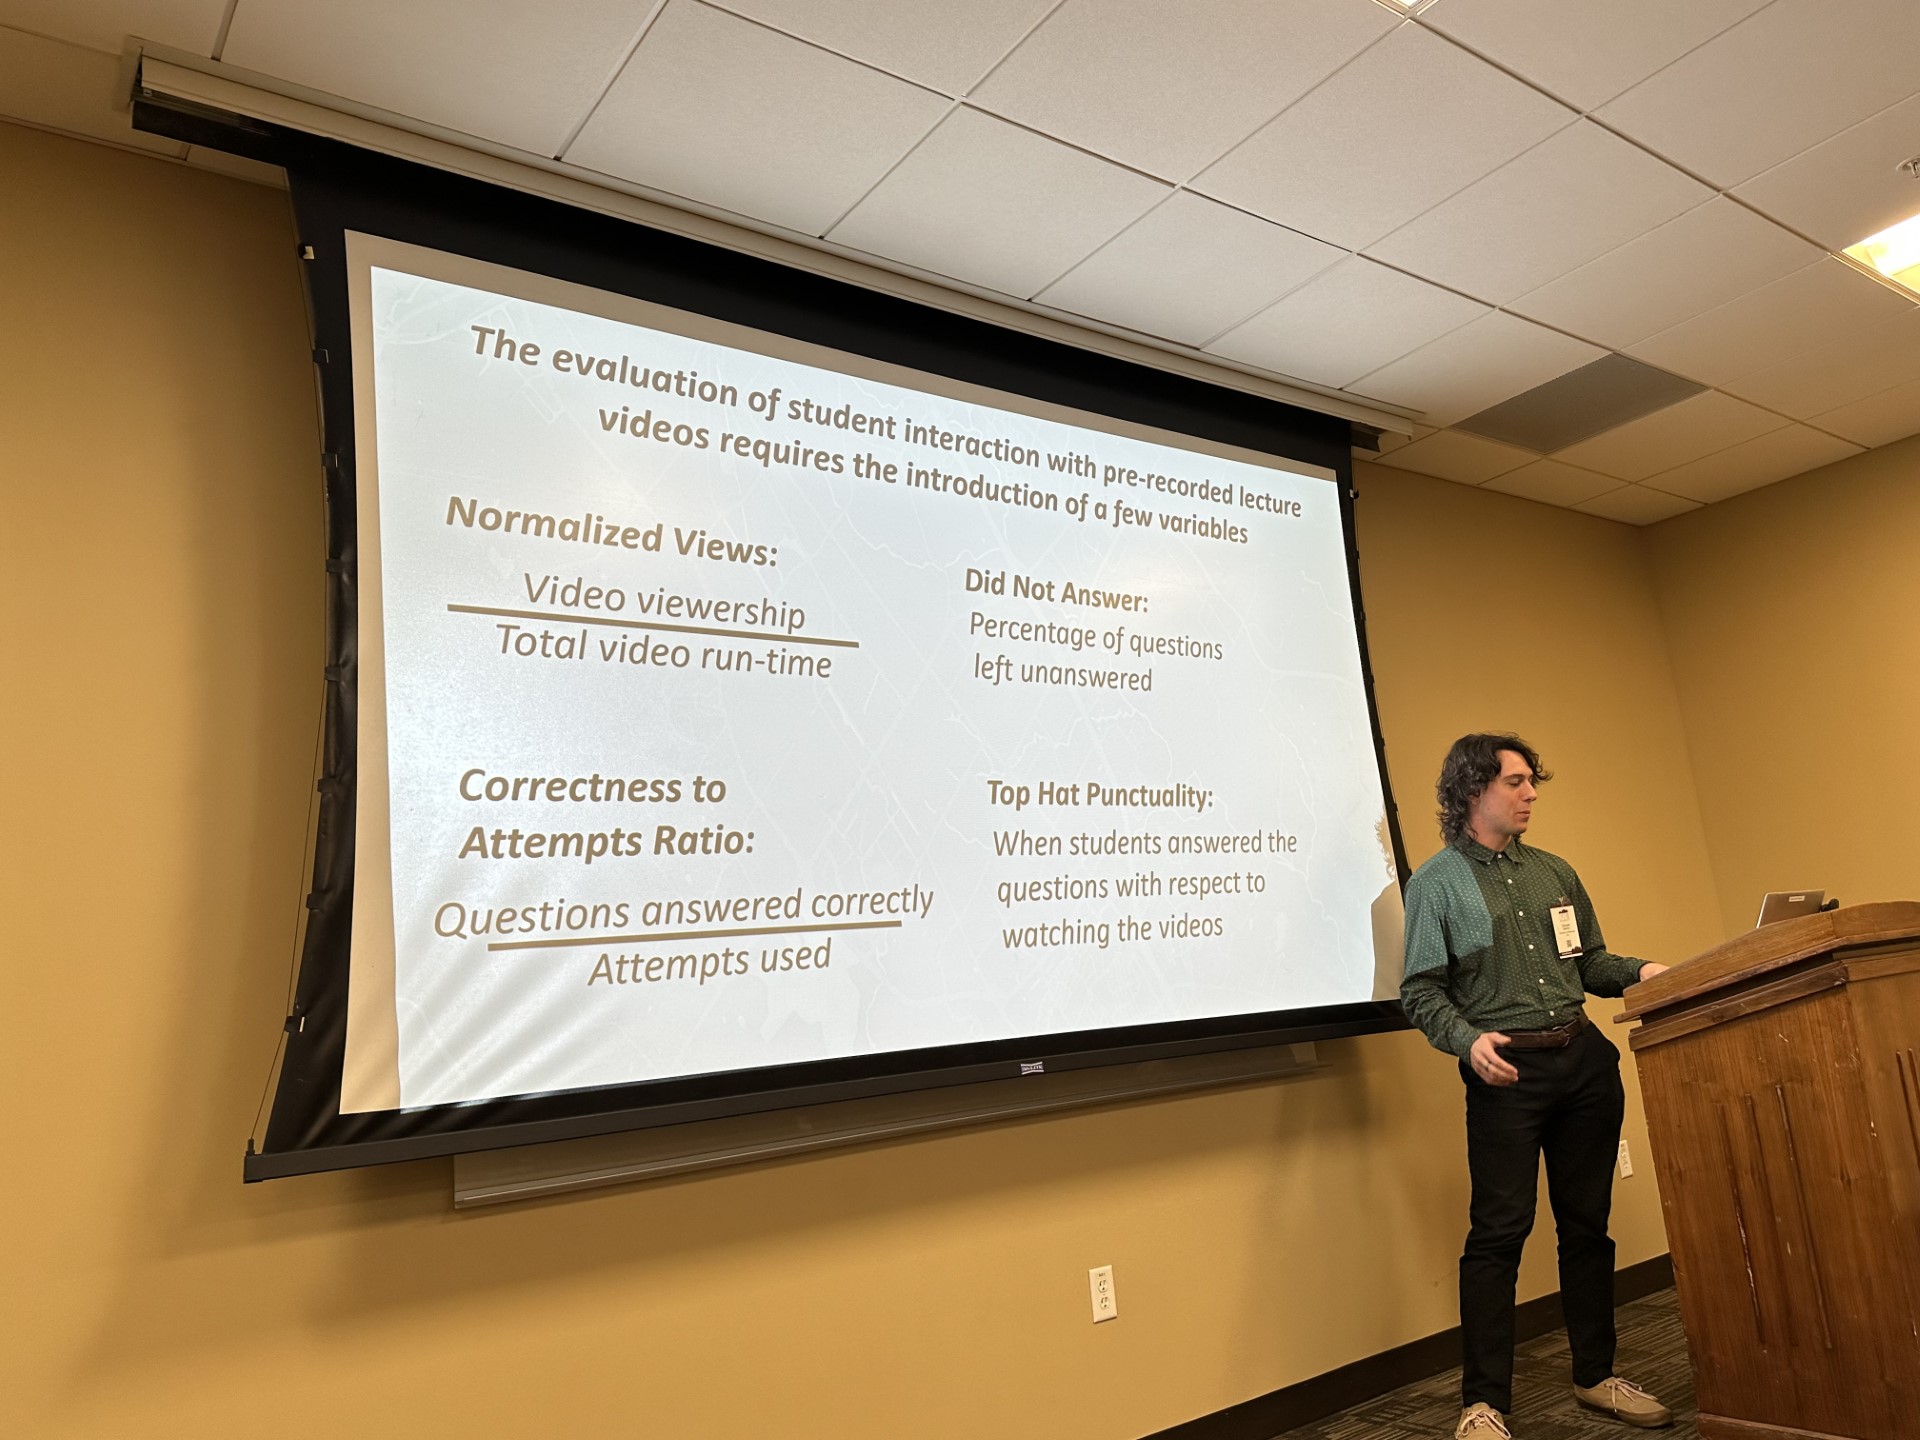 The evaluation of student interaction with pre-recorded lecture
videos requires the introduction of a few variables
Normalized Views:
Video viewership
Total video run-time
Did Not Answer:
Percentage of questions
left unanswered
Correctness to
Attempts Ratio:
Questions answered correctly
Attempts used
Top Hat Punctuality:
When students answered the
questions with respect to
watching the videos
DA-LITE